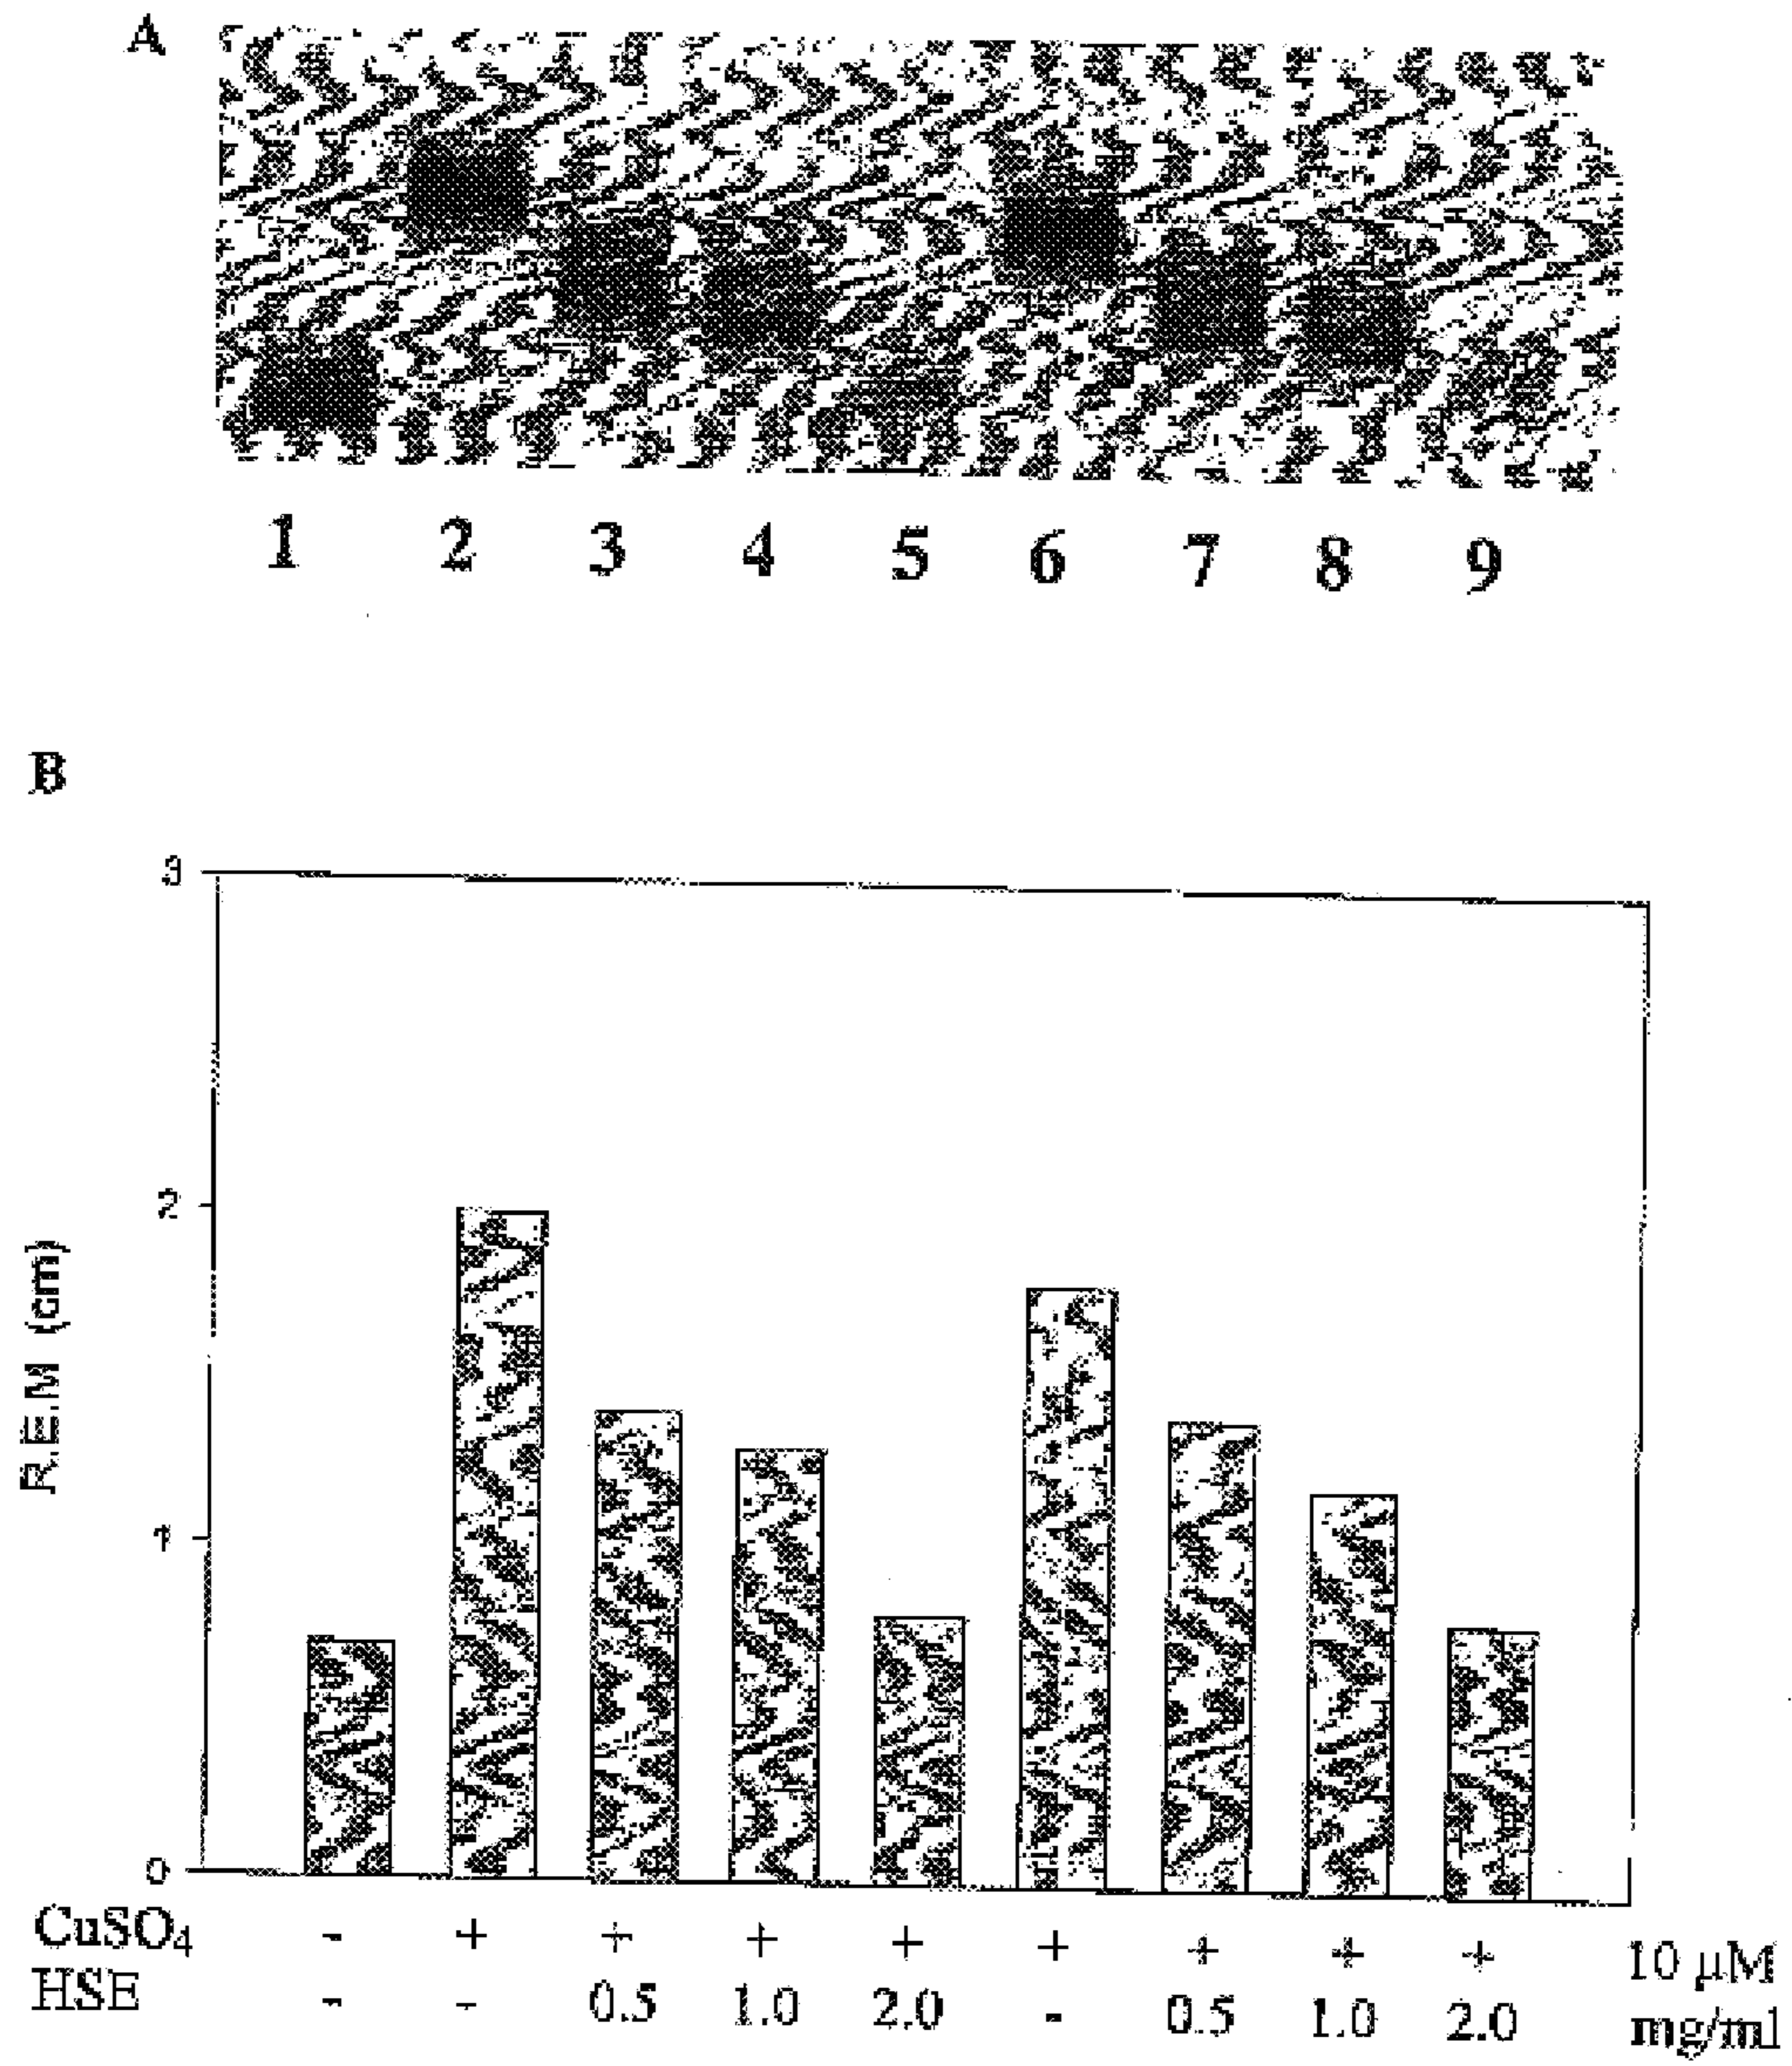 A
1 2 3 4 5 6 7 8 9
B
3
2
1
0
R.E.M (cm)
CuSO₄ - + + + + + + + + 10 μM
HSE - - 0.5 1.0 2.0 - 0.5 1.0 2.0 mg/ml